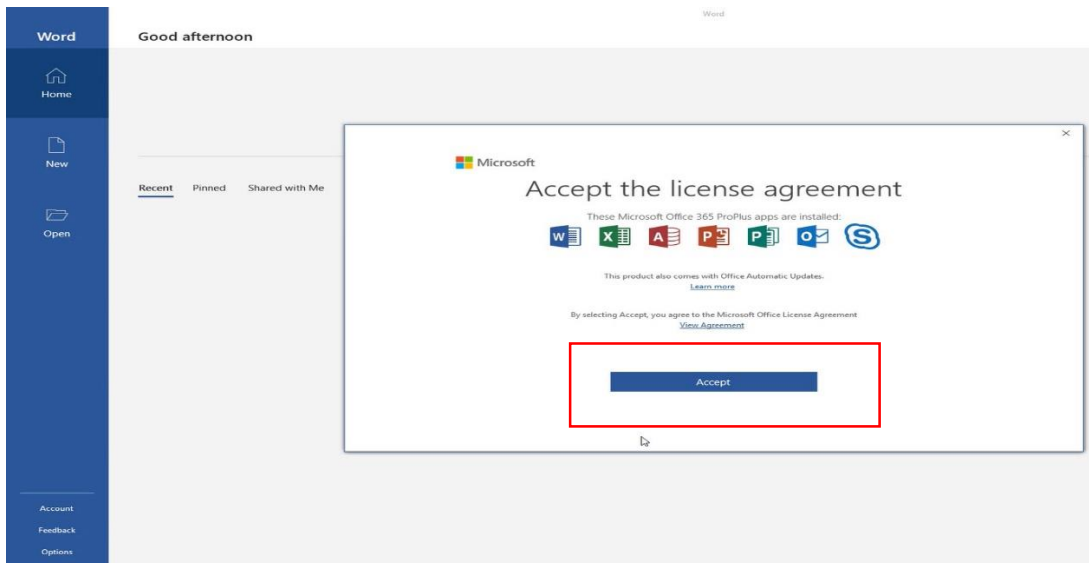 Word
Word
Good afternoon
Home
New
Recent Pinned Shared with Me
Open
Account
Feedback
Options
Microsoft
Accept the license agreement
These Microsoft Office 365 ProPlus apps are installed:
W X A P P O S
This product also comes with Office Automatic Updates.
Learn more
By selecting Accept, you agree to the Microsoft Office License Agreement
View Agreement
Accept